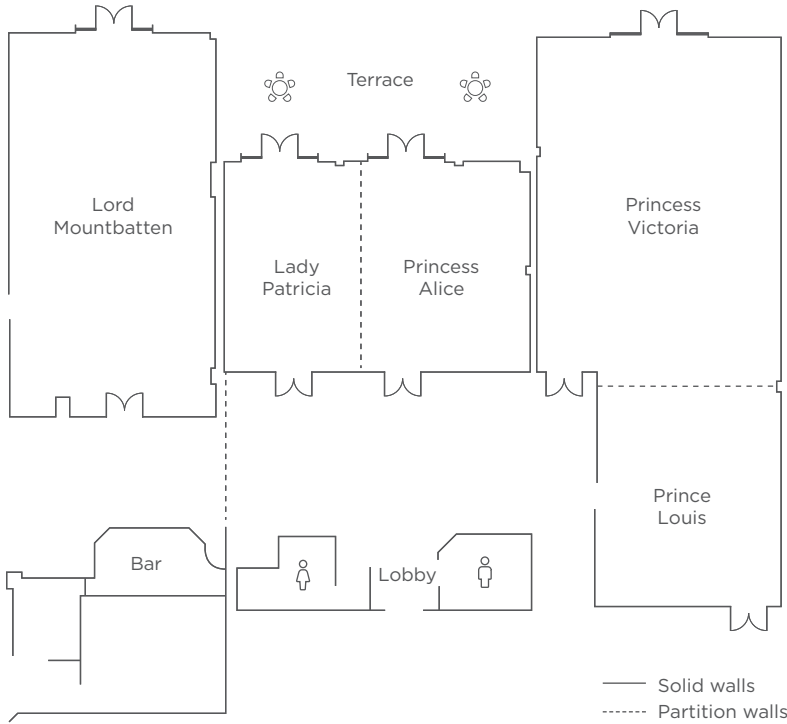 Terrace
Lord
Mountbatten
Princess
Victoria
Lady
Patricia
Princess
Alice
Prince
Louis
Bar
Lobby
Solid walls
Partition walls